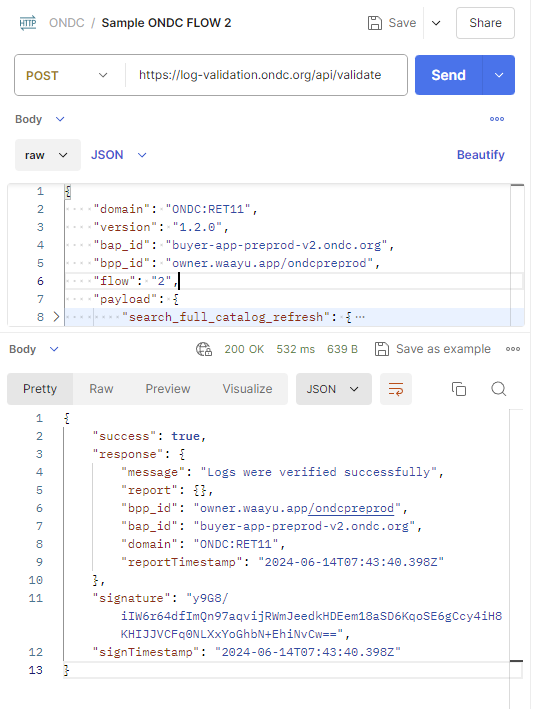 HTTP ONDC / Sample ONDC FLOW 2 Save Share
POST https://log-validation.ondc.org/api/validate Send
Body
raw JSON Beautify
1 {
2 "domain": "ONDC:RET11",
3 "version": "1.2.0",
4 "bap_id": "buyer-app-preprod-v2.ondc.org",
5 "bpp_id": "owner.waayu.app/ondcpreprod",
6 "flow": "2",
7 "payload": {
8 "search_full_catalog_refresh": {
Body 200 OK 532 ms 639 B Save as example
Pretty Raw Preview Visualize JSON
1 {
2 "success": true,
3 "response": {
4 "message": "Logs were verified successfully",
5 "report": {},
6 "bpp_id": "owner.waayu.app/ondcpreprod",
7 "bap_id": "buyer-app-preprod-v2.ondc.org",
8 "domain": "ONDC:RET11",
9 "reportTimestamp": "2024-06-14T07:43:40.398Z"
10 },
11 "signature": "y9G8/
iIW6r64dfImQn97aqvijRWmJeedkHDEem18aSD6KqoSE6gCcy4iH8
KHIJJVCFq0NLXxYoGhbN+EhiNvCw==",
12 "signTimestamp": "2024-06-14T07:43:40.398Z"
13 }